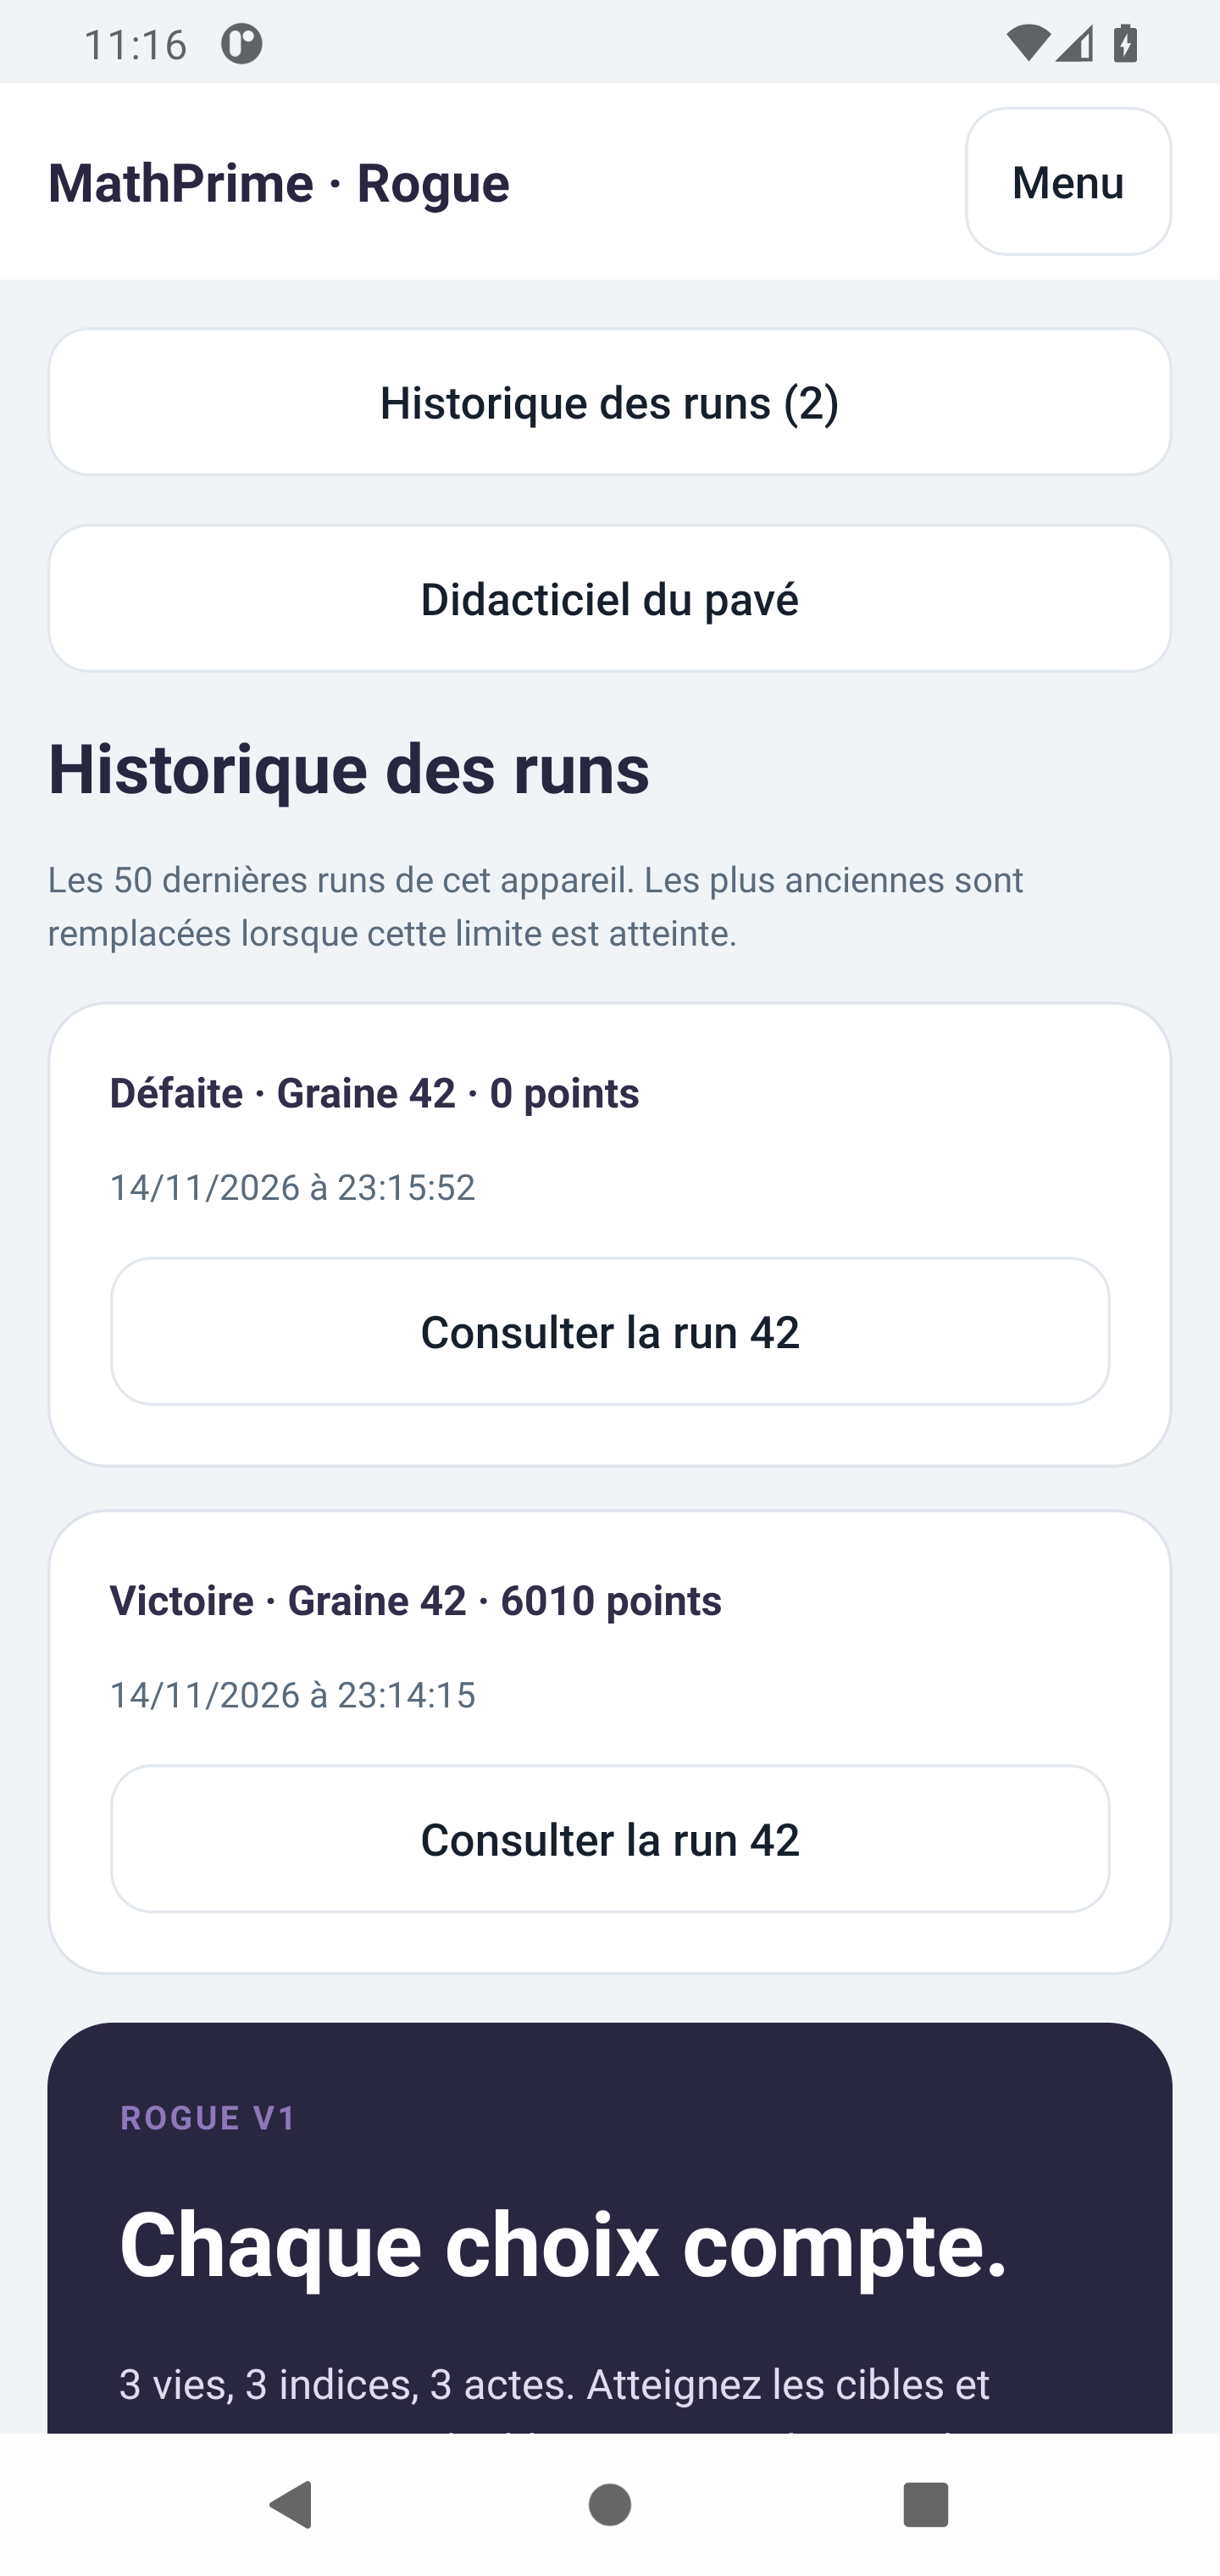 11:16
MathPrime · Rogue
Menu
Historique des runs (2)
Didacticiel du pavé
Historique des runs
Les 50 dernières runs de cet appareil. Les plus anciennes sont
remplacées lorsque cette limite est atteinte.
Défaite · Graine 42 · 0 points
14/11/2026 à 23:15:52
Consulter la run 42
Victoire · Graine 42 · 6010 points
14/11/2026 à 23:14:15
Consulter la run 42
ROGUE V1
Chaque choix compte.
3 vies, 3 indices, 3 actes. Atteignez les cibles et